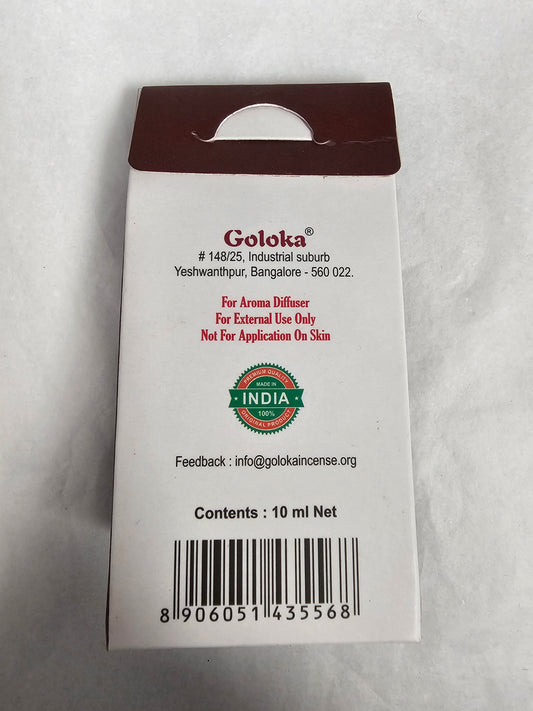 Goloka®
# 148/25, Industrial suburb
Yeshwanthpur, Bangalore - 560 022.
For Aroma Diffuser
For External Use Only
Not For Application On Skin
PREMIUM QUALITY
MADE IN
INDIA
100%
ORIGINAL PRODUCT
Feedback : info@golokaincense.org
Contents : 10 ml Net
8 906051 435568